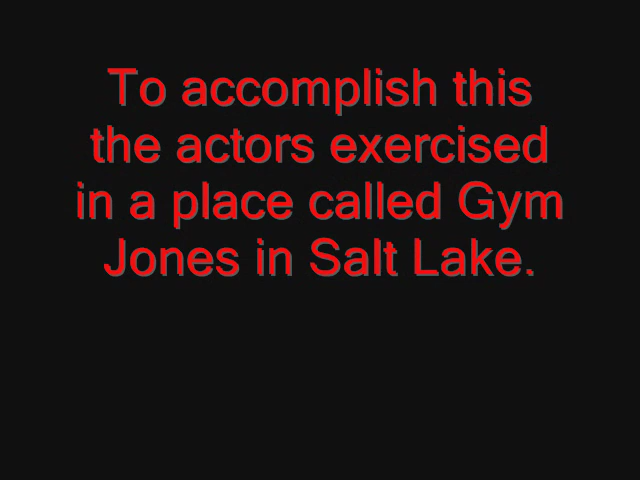 To accomplish this
the actors exercised
in a place called Gym
Jones in Salt Lake.